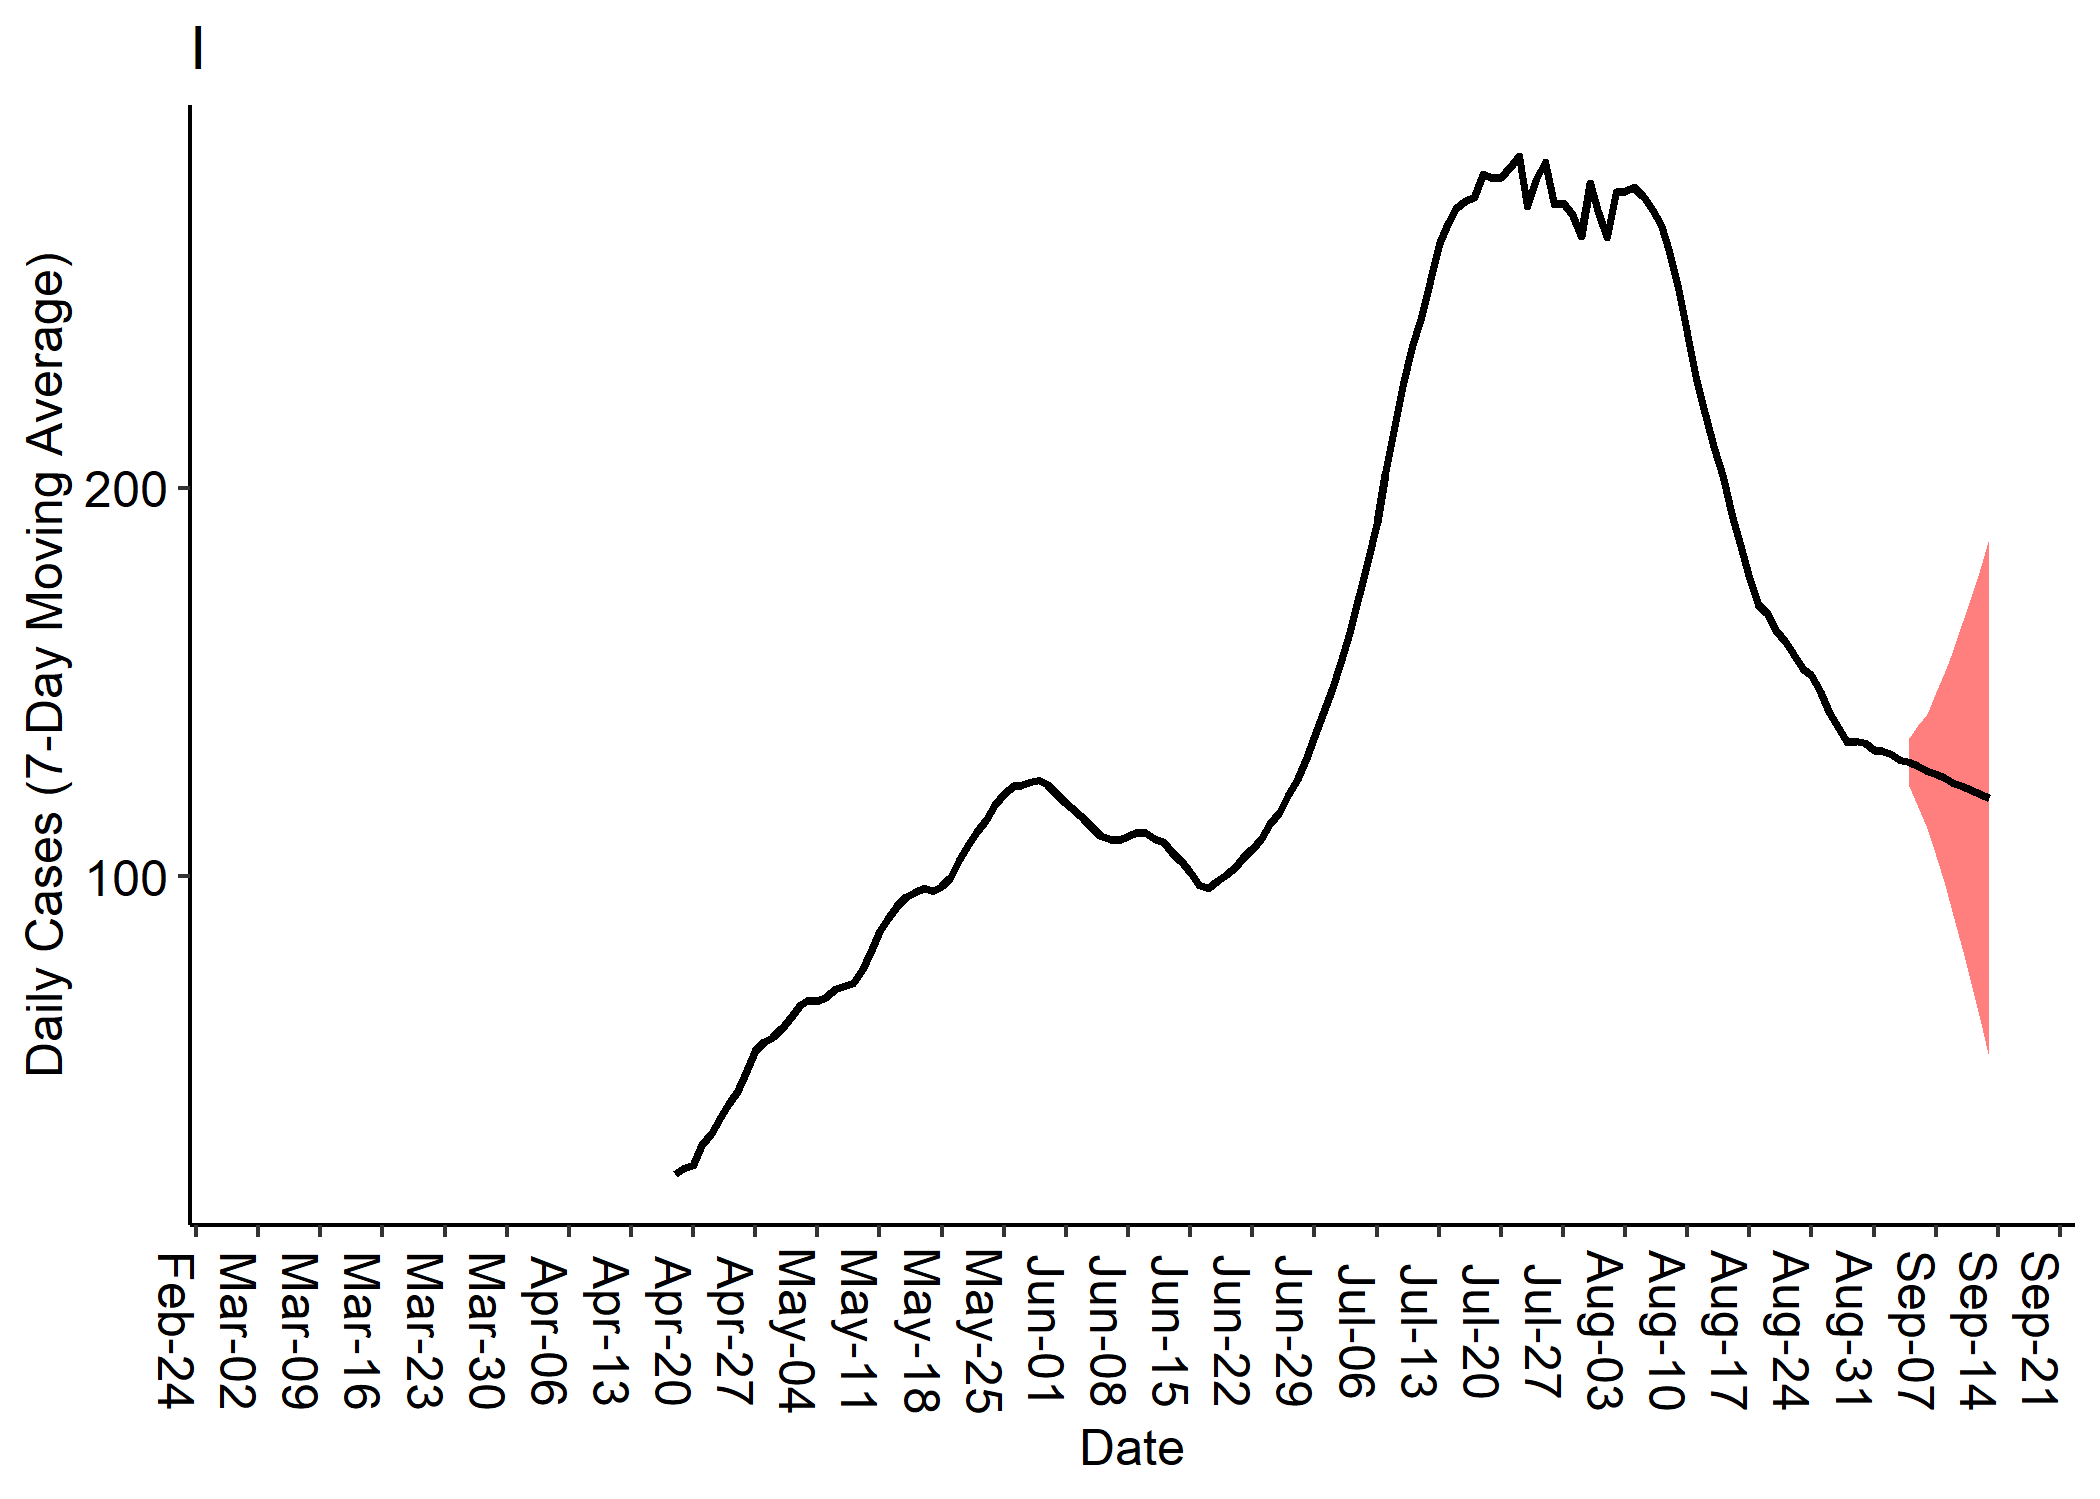 I
Daily Cases (7-Day Moving Average)
200
100
Feb-24
Mar-02
Mar-09
Mar-16
Mar-23
Mar-30
Apr-06
Apr-13
Apr-20
Apr-27
May-04
May-11
May-18
May-25
Jun-01
Jun-08
Jun-15
Jun-22
Jun-29
Jul-06
Jul-13
Jul-20
Jul-27
Aug-03
Aug-10
Aug-17
Aug-24
Aug-31
Sep-07
Sep-14
Sep-21
Date